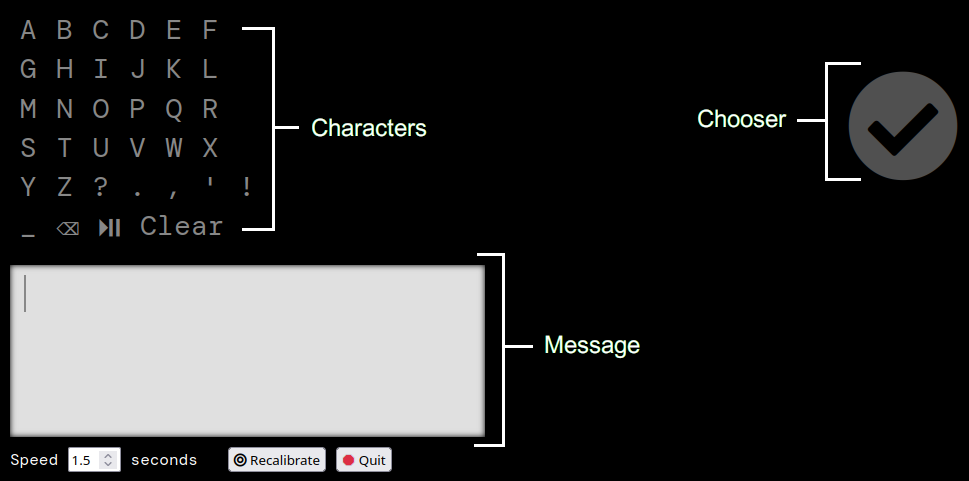 A B C D E F
G H I J K L
M N O P Q R
S T U V W X
Y Z ? . , ' !
_ ⌫ ⏯ Clear
Characters
Chooser
Message
Speed 1.5 seconds Recalibrate Quit